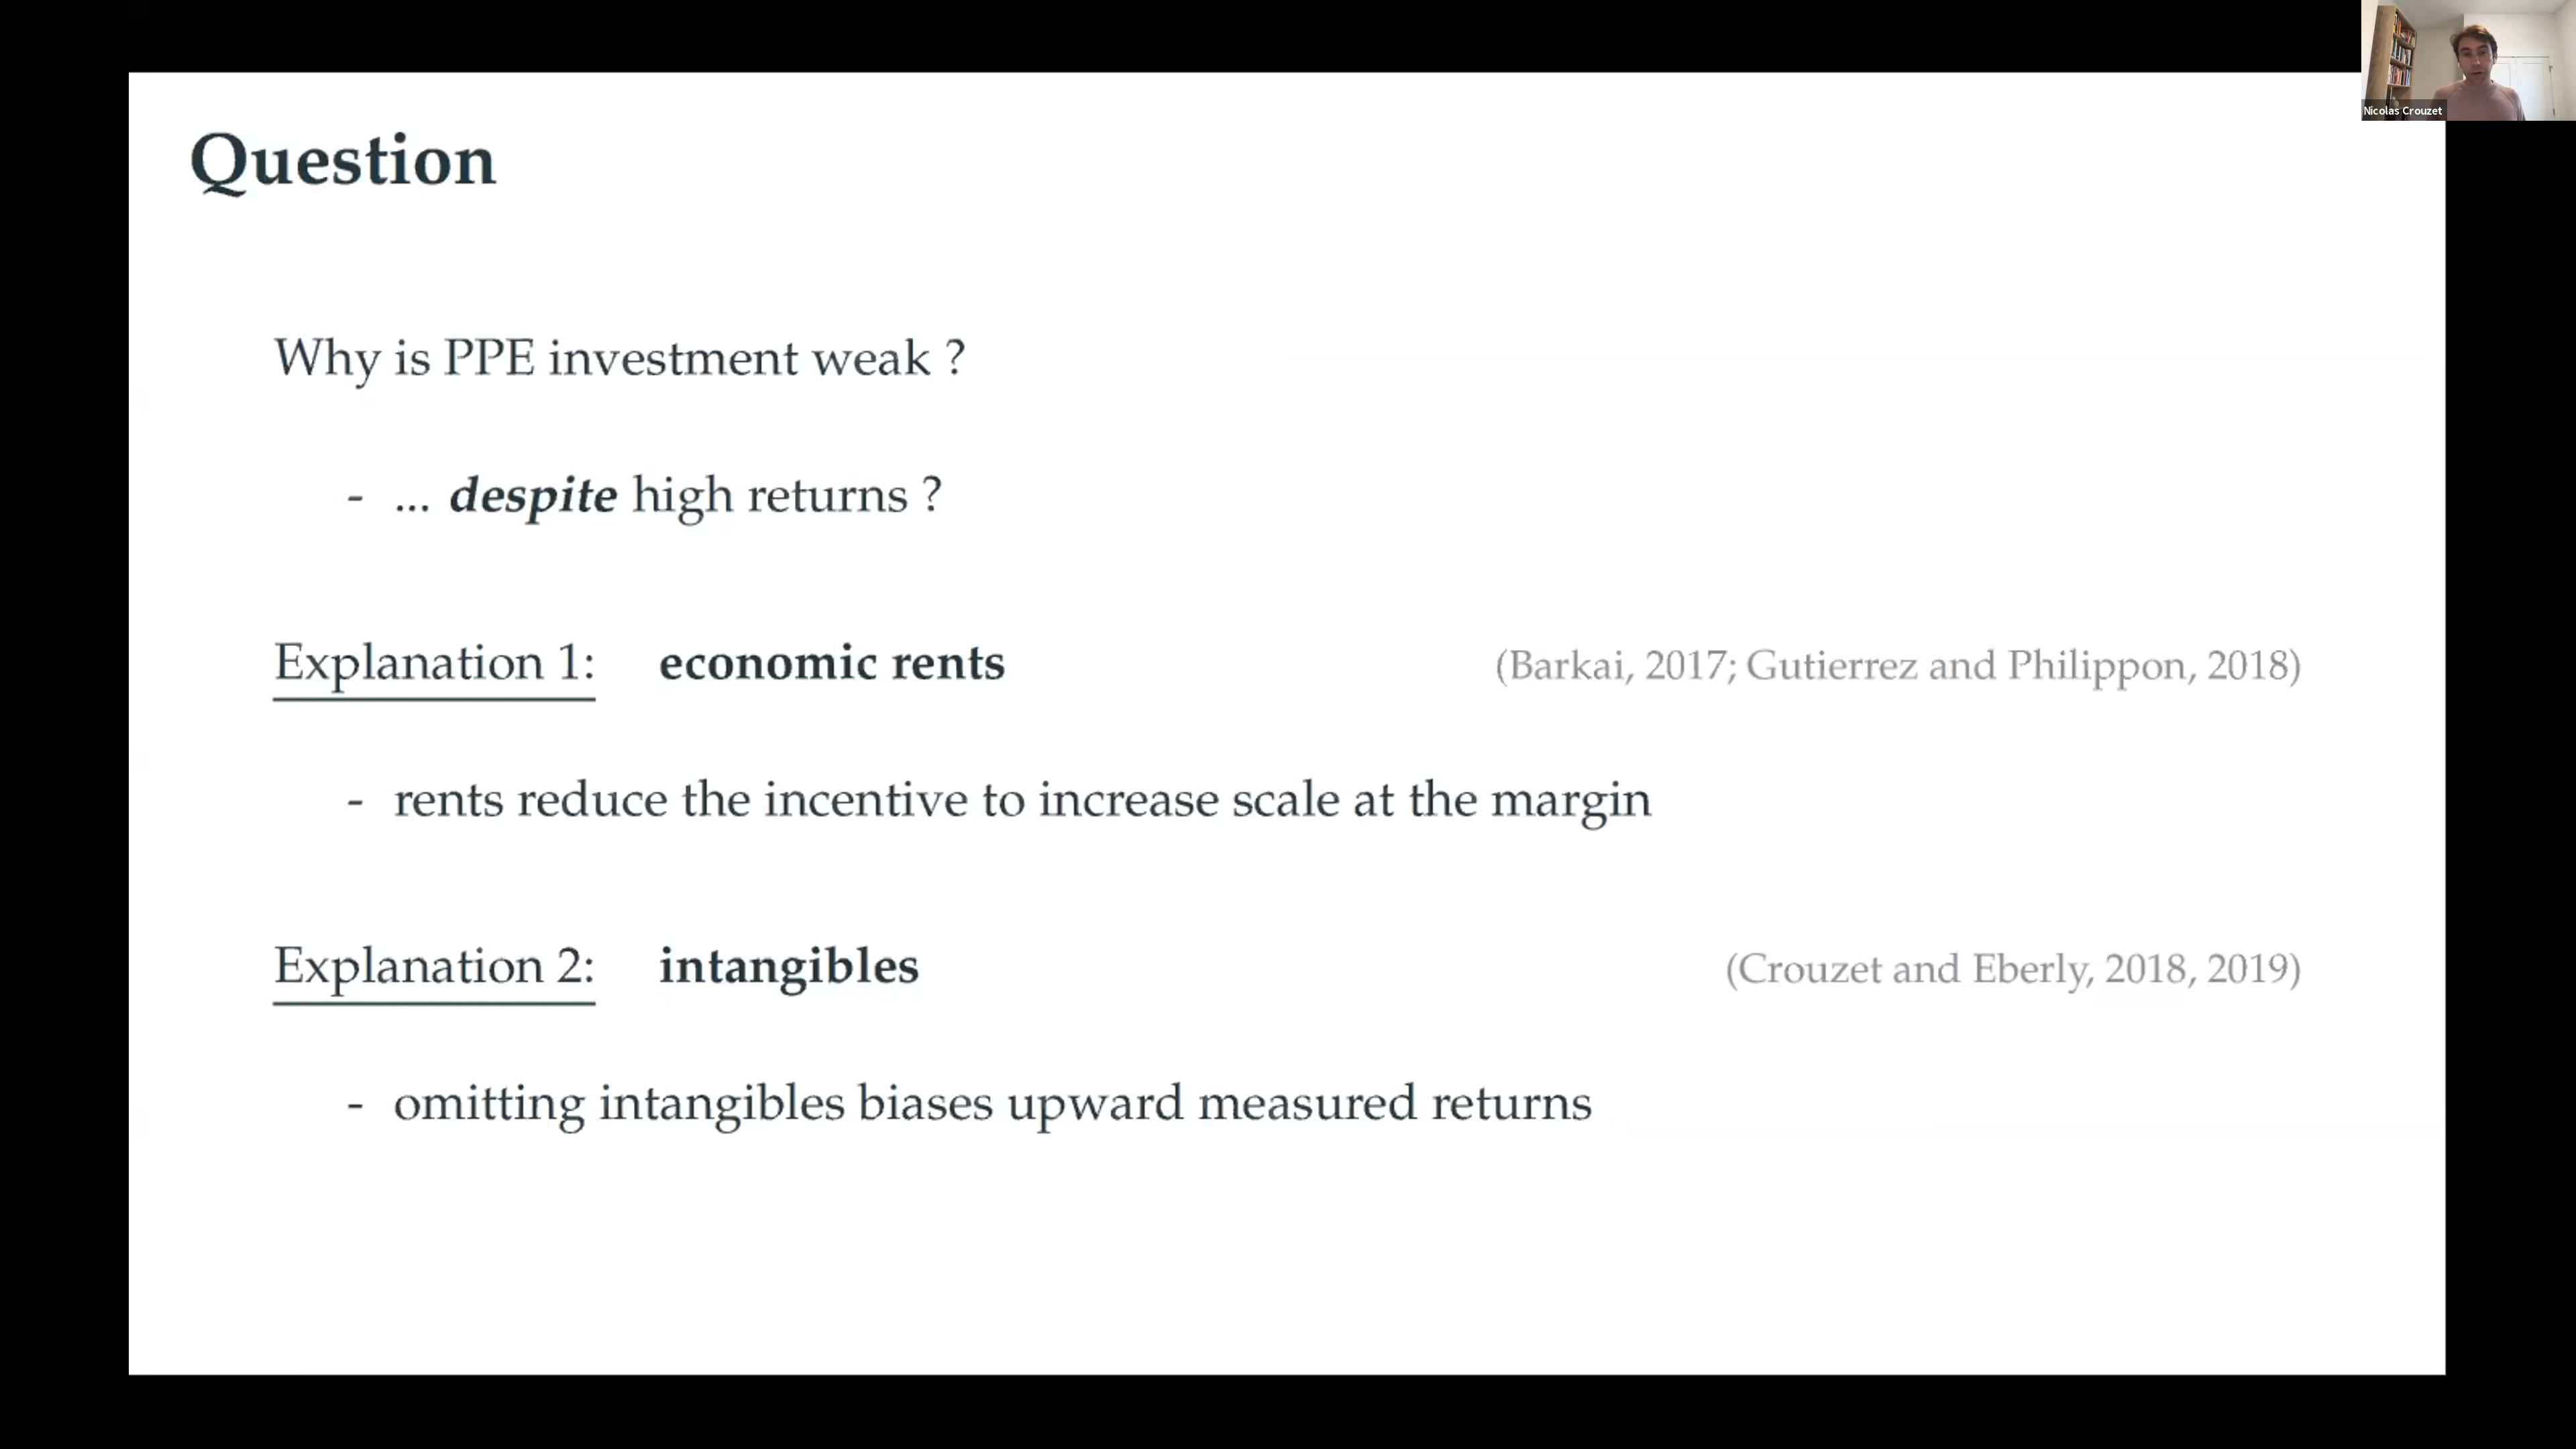 Nicolas Crouzet
Question
Why is PPE investment weak ?
- ... despite high returns ?
Explanation 1: economic rents (Barkai, 2017; Gutierrez and Philippon, 2018)
- rents reduce the incentive to increase scale at the margin
Explanation 2: intangibles (Crouzet and Eberly, 2018, 2019)
- omitting intangibles biases upward measured returns